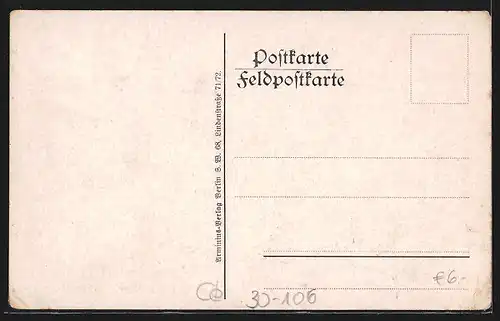 Postkarte
Feldpostkarte
Arminius-Verlag Berlin S. W. 68, Lindenstraße 71/72.
30-106
€6.-